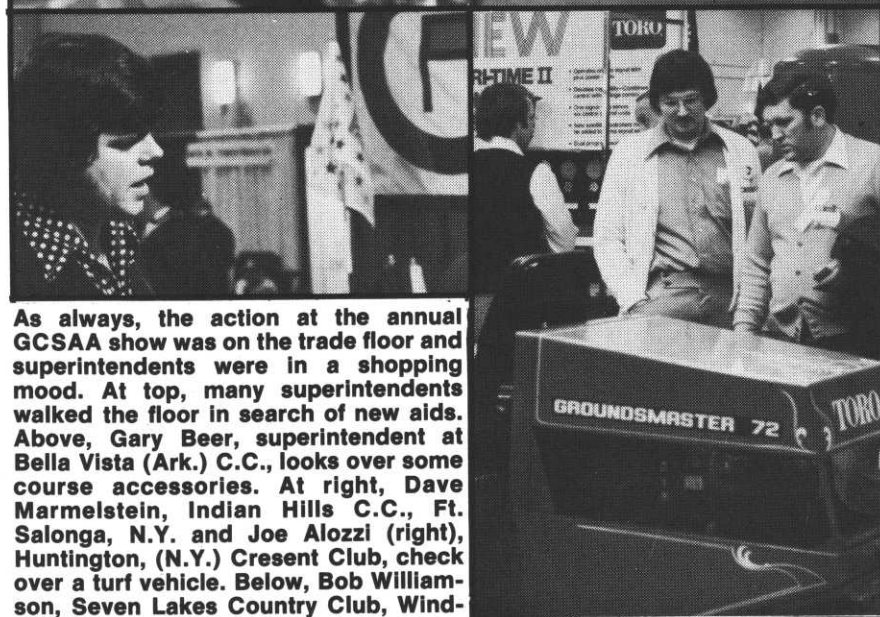 EW
TORO
RI-TIME II
As always, the action at the annual
GCSAA show was on the trade floor and
superintendents were in a shopping
mood. At top, many superintendents
walked the floor in search of new aids.
Above, Gary Beer, superintendent at
Bella Vista (Ark.) C.C., looks over some
course accessories. At right, Dave
Marmelstein, Indian Hills C.C., Ft.
Salonga, N.Y. and Joe Alozzi (right),
Huntington, (N.Y.) Cresent Club, check
over a turf vehicle. Below, Bob William-
son, Seven Lakes Country Club, Wind-
GROUNDSMASTER 72
TORO